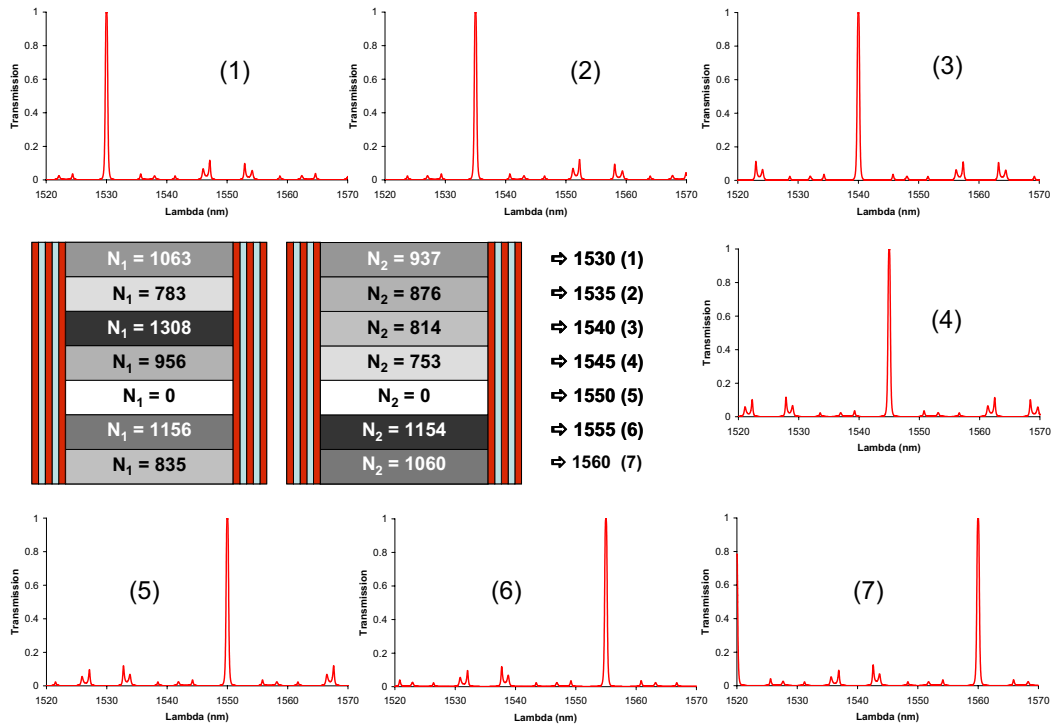 (1)
Transmission
1
0.8
0.6
0.4
0.2
0
1520 1530 1540 1550 1560 1570
Lambda (nm)
(2)
Transmission
1
0.8
0.6
0.4
0.2
0
1520 1530 1540 1550 1560 1570
Lambda (nm)
(3)
Transmission
1
0.8
0.6
0.4
0.2
0
1520 1530 1540 1550 1560 1570
Lambda (nm)
N1 = 1063 N2 = 937 ⇨ 1530 (1)
N1 = 783 N2 = 876 ⇨ 1535 (2)
N1 = 1308 N2 = 814 ⇨ 1540 (3)
N1 = 956 N2 = 753 ⇨ 1545 (4)
N1 = 0 N2 = 0 ⇨ 1550 (5)
N1 = 1156 N2 = 1154 ⇨ 1555 (6)
N1 = 835 N2 = 1060 ⇨ 1560 (7)
(4)
Transmission
1
0.8
0.6
0.4
0.2
0
1520 1530 1540 1550 1560 1570
Lambda (nm)
(5)
Transmission
1
0.8
0.6
0.4
0.2
0
1520 1530 1540 1550 1560 1570
Lambda (nm)
(6)
Transmission
1
0.8
0.6
0.4
0.2
0
1520 1530 1540 1550 1560 1570
Lambda (nm)
(7)
Transmission
1
0.8
0.6
0.4
0.2
0
1520 1530 1540 1550 1560 1570
Lambda (nm)